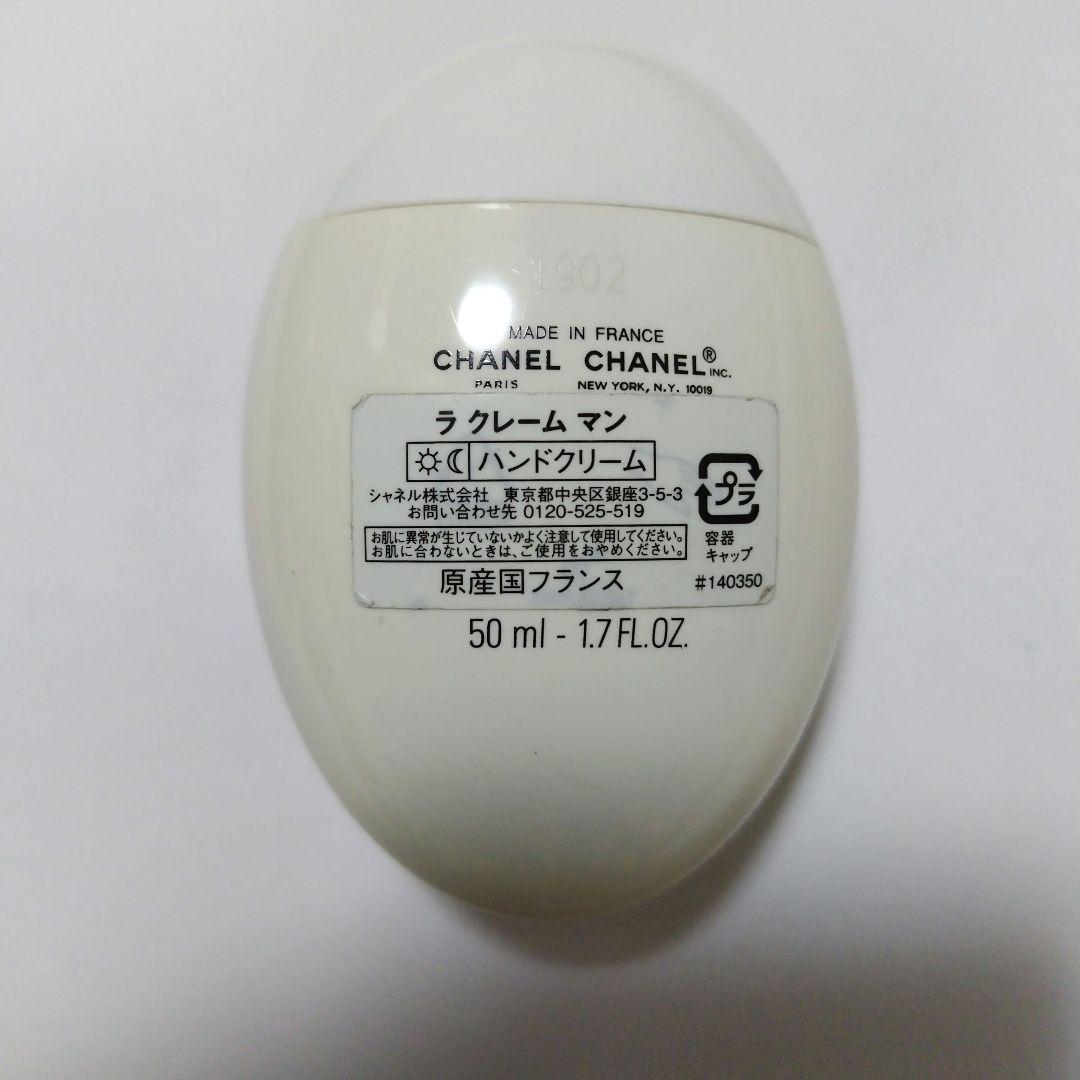 1902
MADE IN FRANCE
CHANEL CHANEL® INC.
PARIS NEW YORK, N.Y. 10019
ラ クレーム マン
ハンドクリーム
シャネル株式会社 東京都中央区銀座3-5-3
お問い合わせ先 0120-525-519
お肌に異常が生じていないかよく注意して使用してください。
お肌に合わないときは、ご使用をおやめください。
原産国フランス
プラ
容器
キャップ
#140350
50 ml - 1.7 FL.OZ.